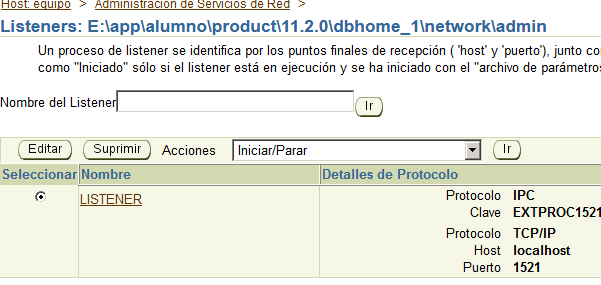 Host: equipo > Administración de Servicios de Red >
Listeners: E:\app\alumno\product\11.2.0\dbhome_1\network\admin
Un proceso de listener se identifica por los puntos finales de recepción ( 'host' y 'puerto'), junto
como "Iniciado" sólo si el listener está en ejecución y se ha iniciado con el "archivo de
Nombre del Listener Ir
Editar Suprimir Acciones Iniciar/Parar Ir
Seleccionar Nombre Detalles de Protocolo
LISTENER Protocolo IPC
Clave EXTPROC1521
Protocolo TCP/IP
Host localhost
Puerto 1521